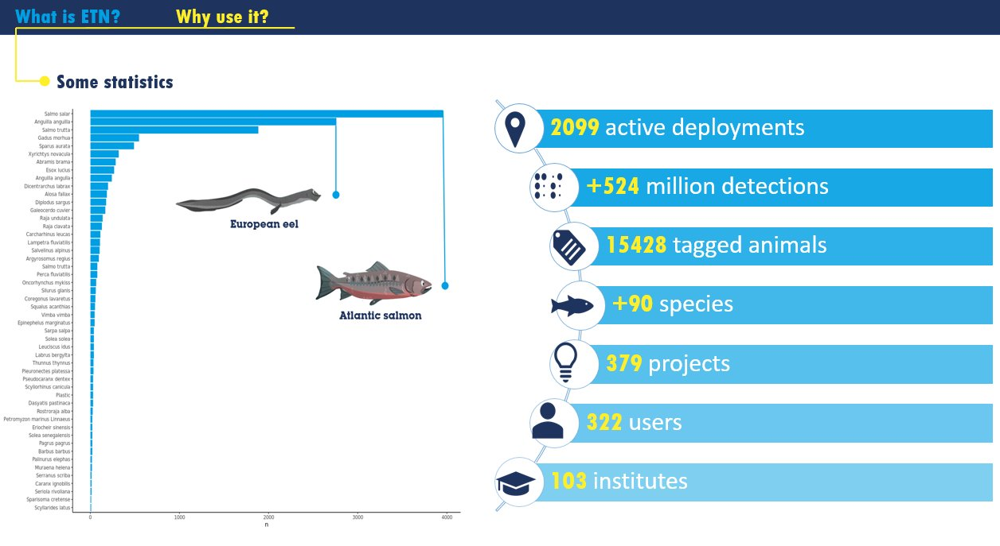 What is ETN?
Why use it?
Some statistics
Salmo salar
Anguilla anguilla
Salmo trutta
Gadus morhua
Sparus aurata
Xyrichtys novacula
Abramis brama
Esox lucius
Anguilla angulla
Dicentrarchus labrax
Alosa fallax
Diplodus sargus
Galeocerdo cuvier
Raja undulata
Raja clavata
Carcharhinus leucas
Lampetra fluviatilis
Salvelinus alpinus
Argyrosomus regius
Salmo trutta
Perca fluviatilis
Oncorhynchus mykiss
Silurus glanis
Coregonus lavaretus
Squalus acanthias
Vimba vimba
Epinephelus marginatus
Sarpa salpa
Solea solea
Leuciscus idus
Labrus bergylta
Thunnus thynnus
Pleuronectes platessa
Pseudocaranx dentex
Scyliorhinus canicula
Plastic
Dasyatis pastinaca
Rostroraja alba
Petromyzon marinus Linnaeus
Eriocheir sinensis
Solea senegalensis
Pagrus pagrus
Barbus barbus
Palinurus elephas
Muraena helena
Serranus scriba
Caranx ignobilis
Seriola rivoliana
Sparisoma cretense
Scyllarides latus
0 1000 2000 3000 4000
n
European eel
Atlantic salmon
2099 active deployments
+524 million detections
15428 tagged animals
+90 species
379 projects
322 users
103 institutes